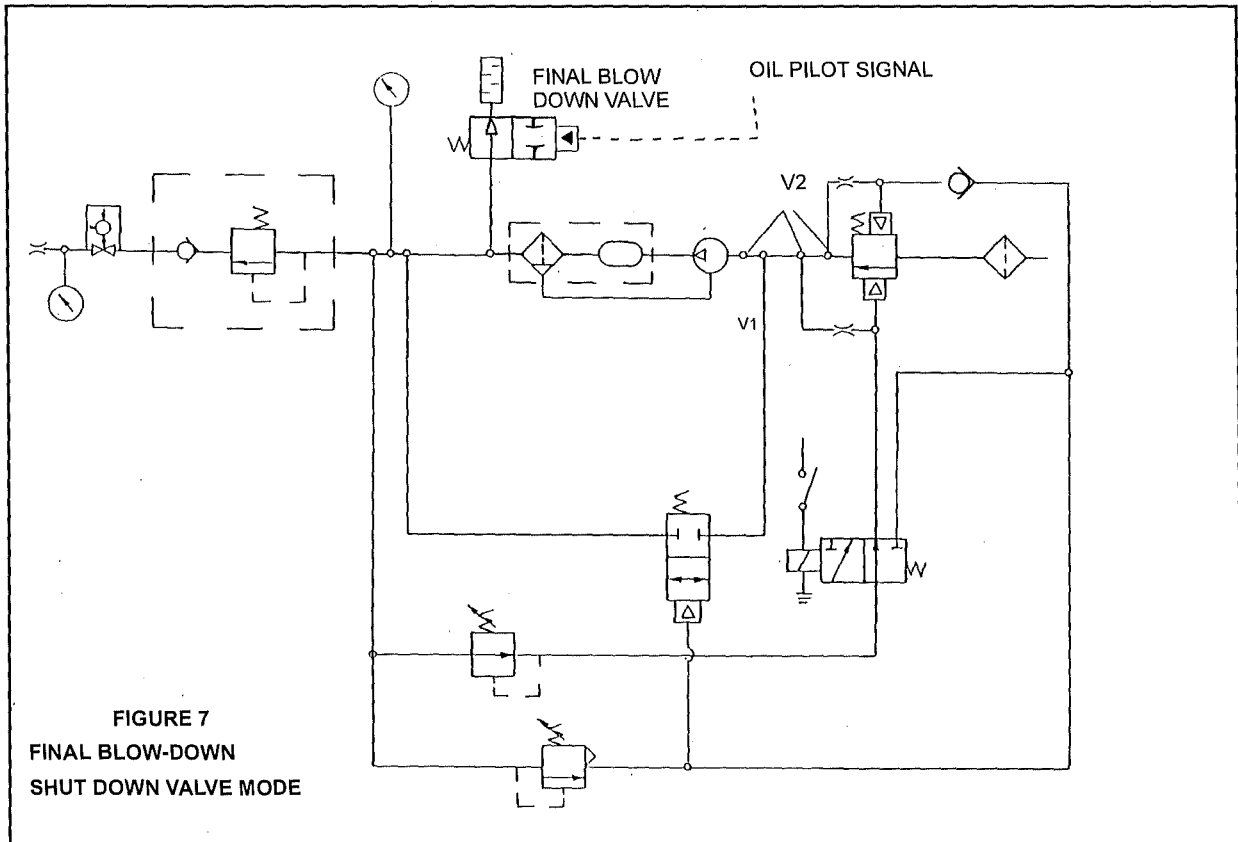 FINAL BLOW
DOWN VALVE
OIL PILOT SIGNAL
V2
V1
FIGURE 7
FINAL BLOW-DOWN
SHUT DOWN VALVE MODE